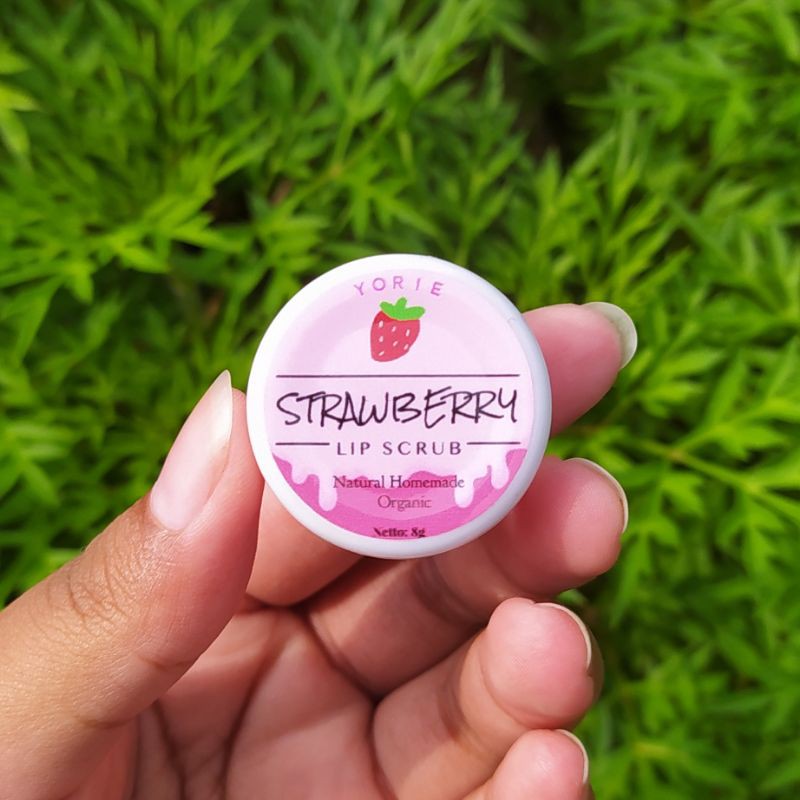 YORIE
STRAWBERRY
LIP SCRUB
Natural Homemade
Organic
Netto: 8g